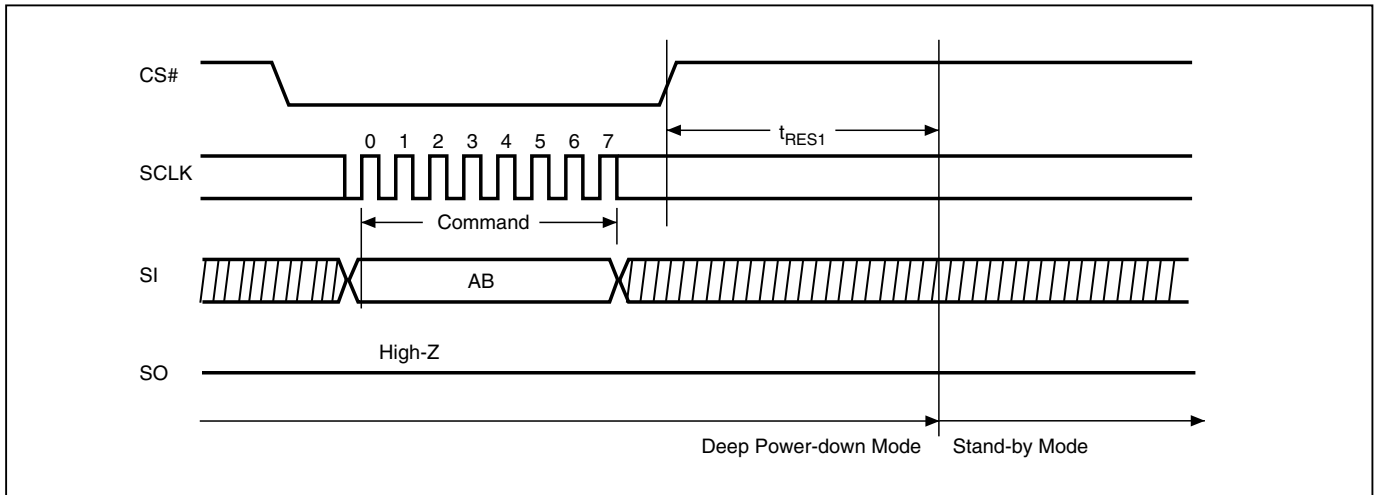 CS#
t_RES1
0 1 2 3 4 5 6 7
SCLK
Command
SI
AB
High-Z
SO
Deep Power-down Mode Stand-by Mode